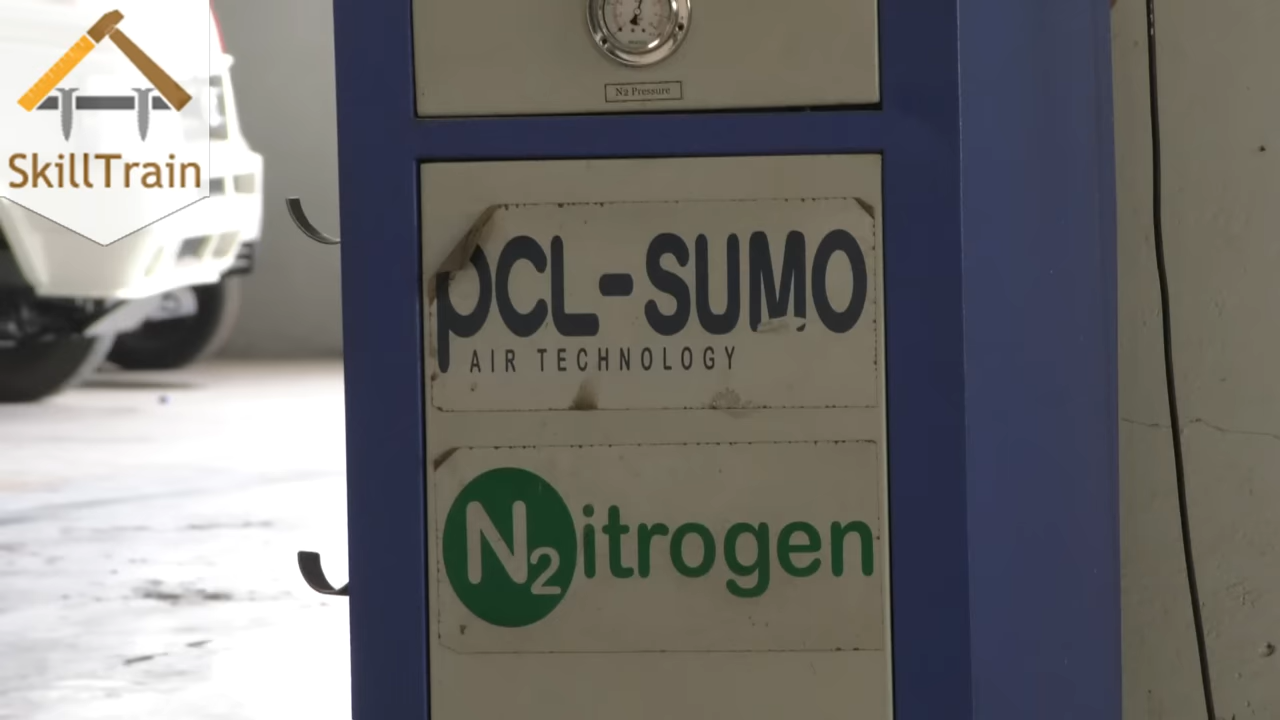 SkillTrain
N2 Pressure
pCL-SUMO
AIR TECHNOLOGY
N2itrogen